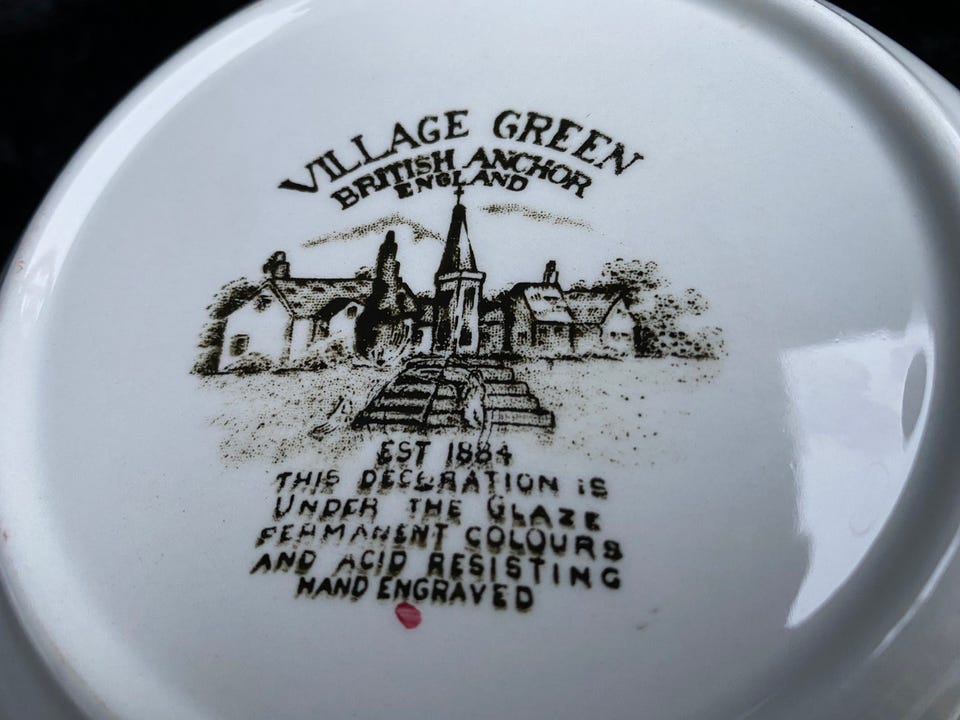 VILLAGE GREEN
BRITISH ANCHOR
ENGLAND
EST 1884
THIS DECORATION IS
UNDER THE GLAZE
PERMANENT COLOURS
AND ACID RESISTING
HAND ENGRAVED